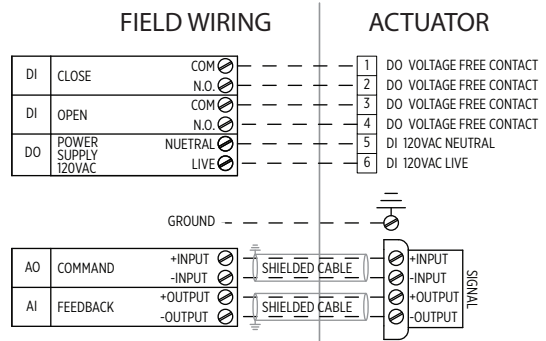 FIELD WIRING
ACTUATOR
DI CLOSE COM 1 DO VOLTAGE FREE CONTACT
N.O. 2 DO VOLTAGE FREE CONTACT
DI OPEN COM 3 DO VOLTAGE FREE CONTACT
N.O. 4 DO VOLTAGE FREE CONTACT
DO POWER SUPPLY 120VAC NUETRAL 5 DI 120VAC NEUTRAL
LIVE 6 DI 120VAC LIVE
GROUND
AO COMMAND +INPUT SHIELDED CABLE +INPUT
-INPUT -INPUT
AI FEEDBACK +OUTPUT SHIELDED CABLE +OUTPUT
-OUTPUT -OUTPUT
SIGNAL